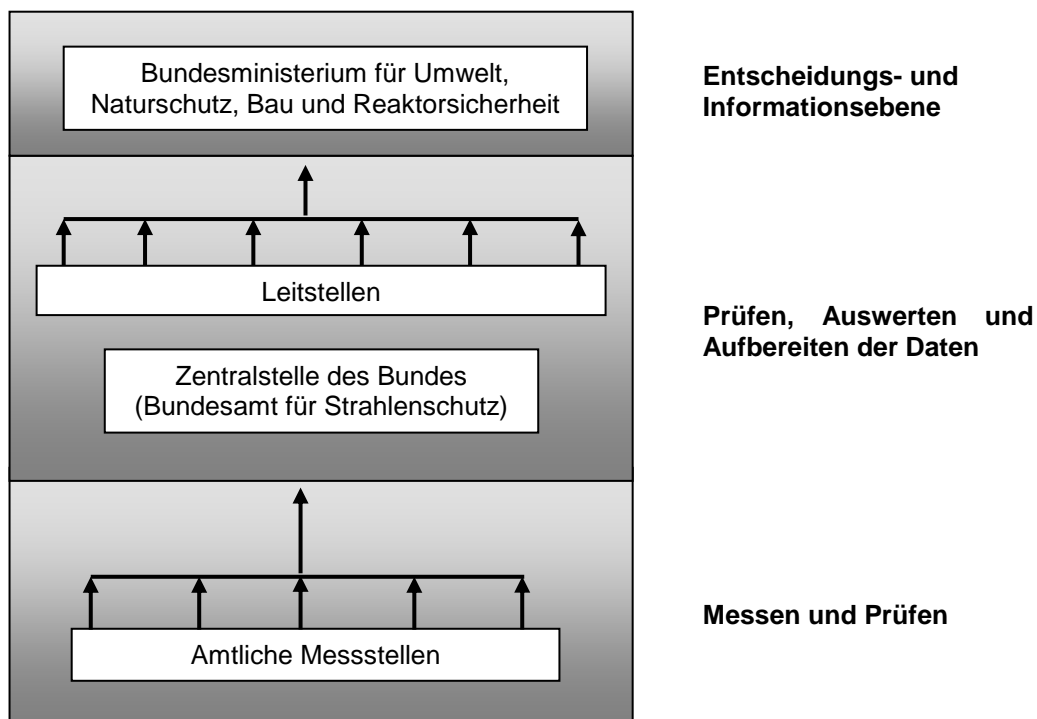 Bundesministerium für Umwelt,
Naturschutz, Bau und Reaktorsicherheit
Entscheidungs- und
Informationsebene
Leitstellen
Prüfen, Auswerten und
Aufbereiten der Daten
Zentralstelle des Bundes
(Bundesamt für Strahlenschutz)
Messen und Prüfen
Amtliche Messstellen